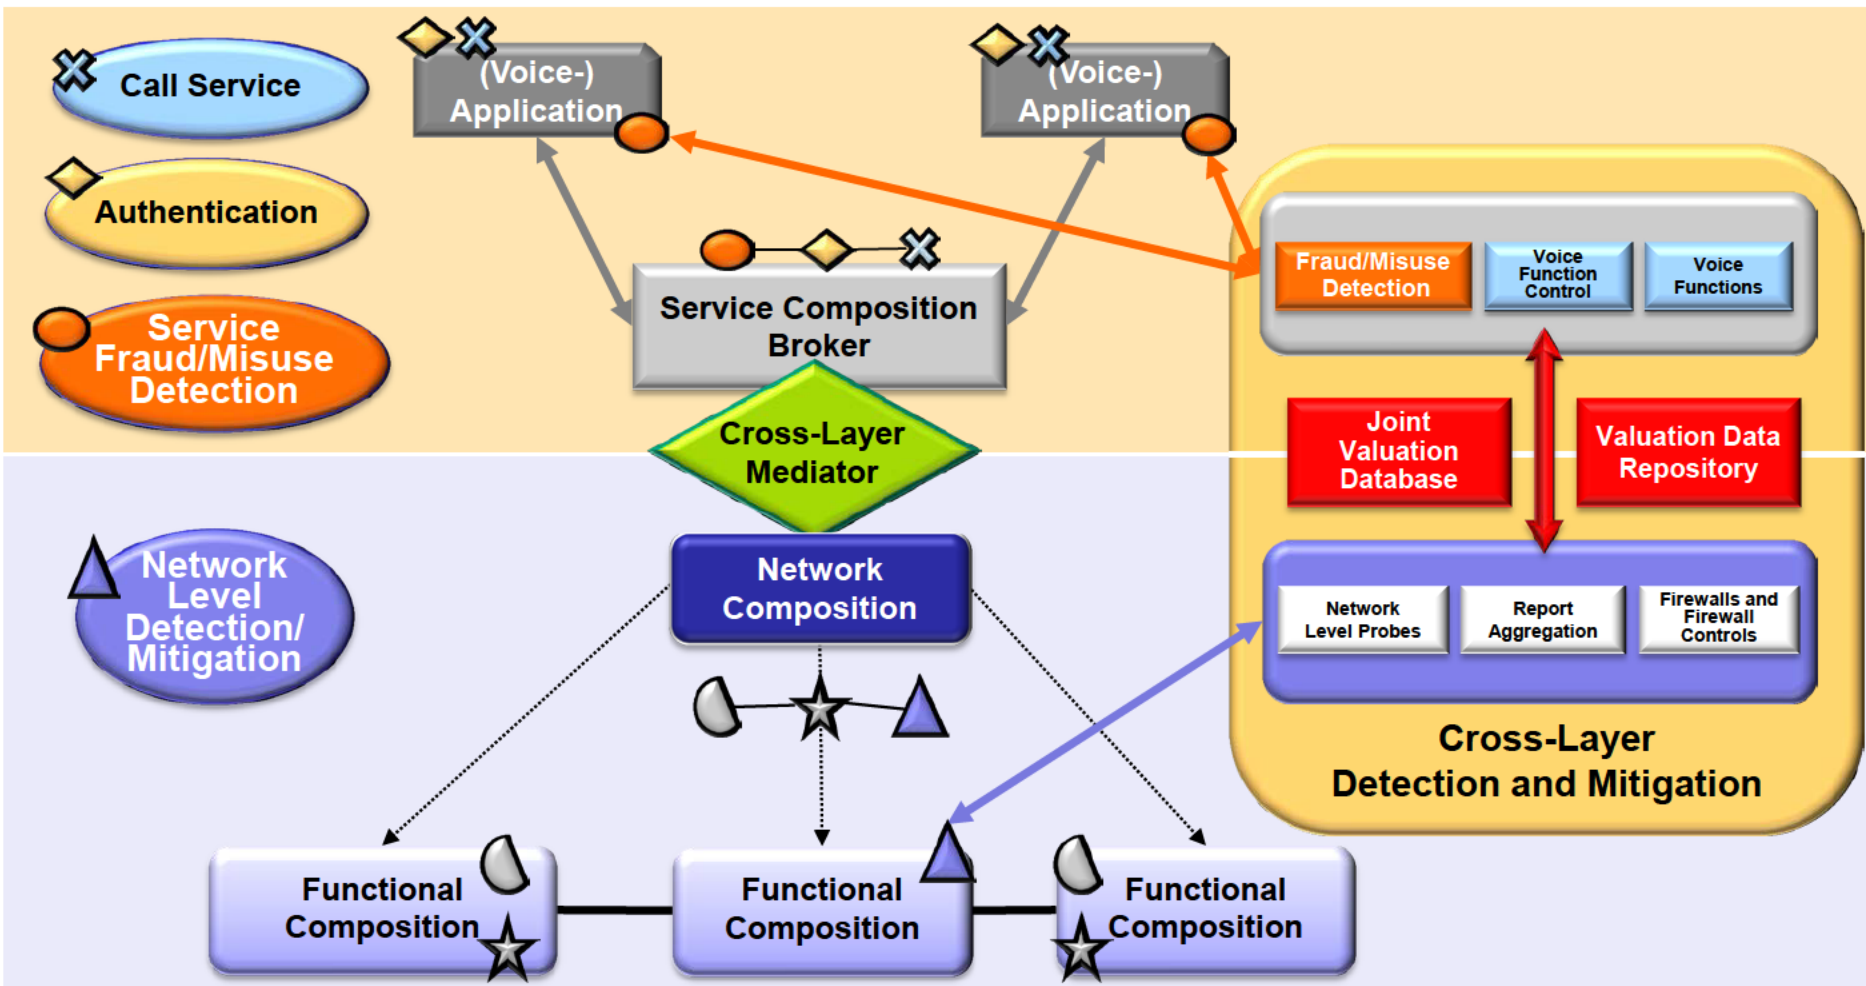 Call Service
Authentication
Service
Fraud/Misuse
Detection
(Voice-)
Application
(Voice-)
Application
Service Composition
Broker
Cross-Layer
Mediator
Fraud/Misuse
Detection
Voice
Function
Control
Voice
Functions
Joint
Valuation
Database
Valuation Data
Repository
Network
Level
Detection/
Mitigation
Network
Composition
Network
Level Probes
Report
Aggregation
Firewalls and
Firewall
Controls
Cross-Layer
Detection and Mitigation
Functional
Composition
Functional
Composition
Functional
Composition